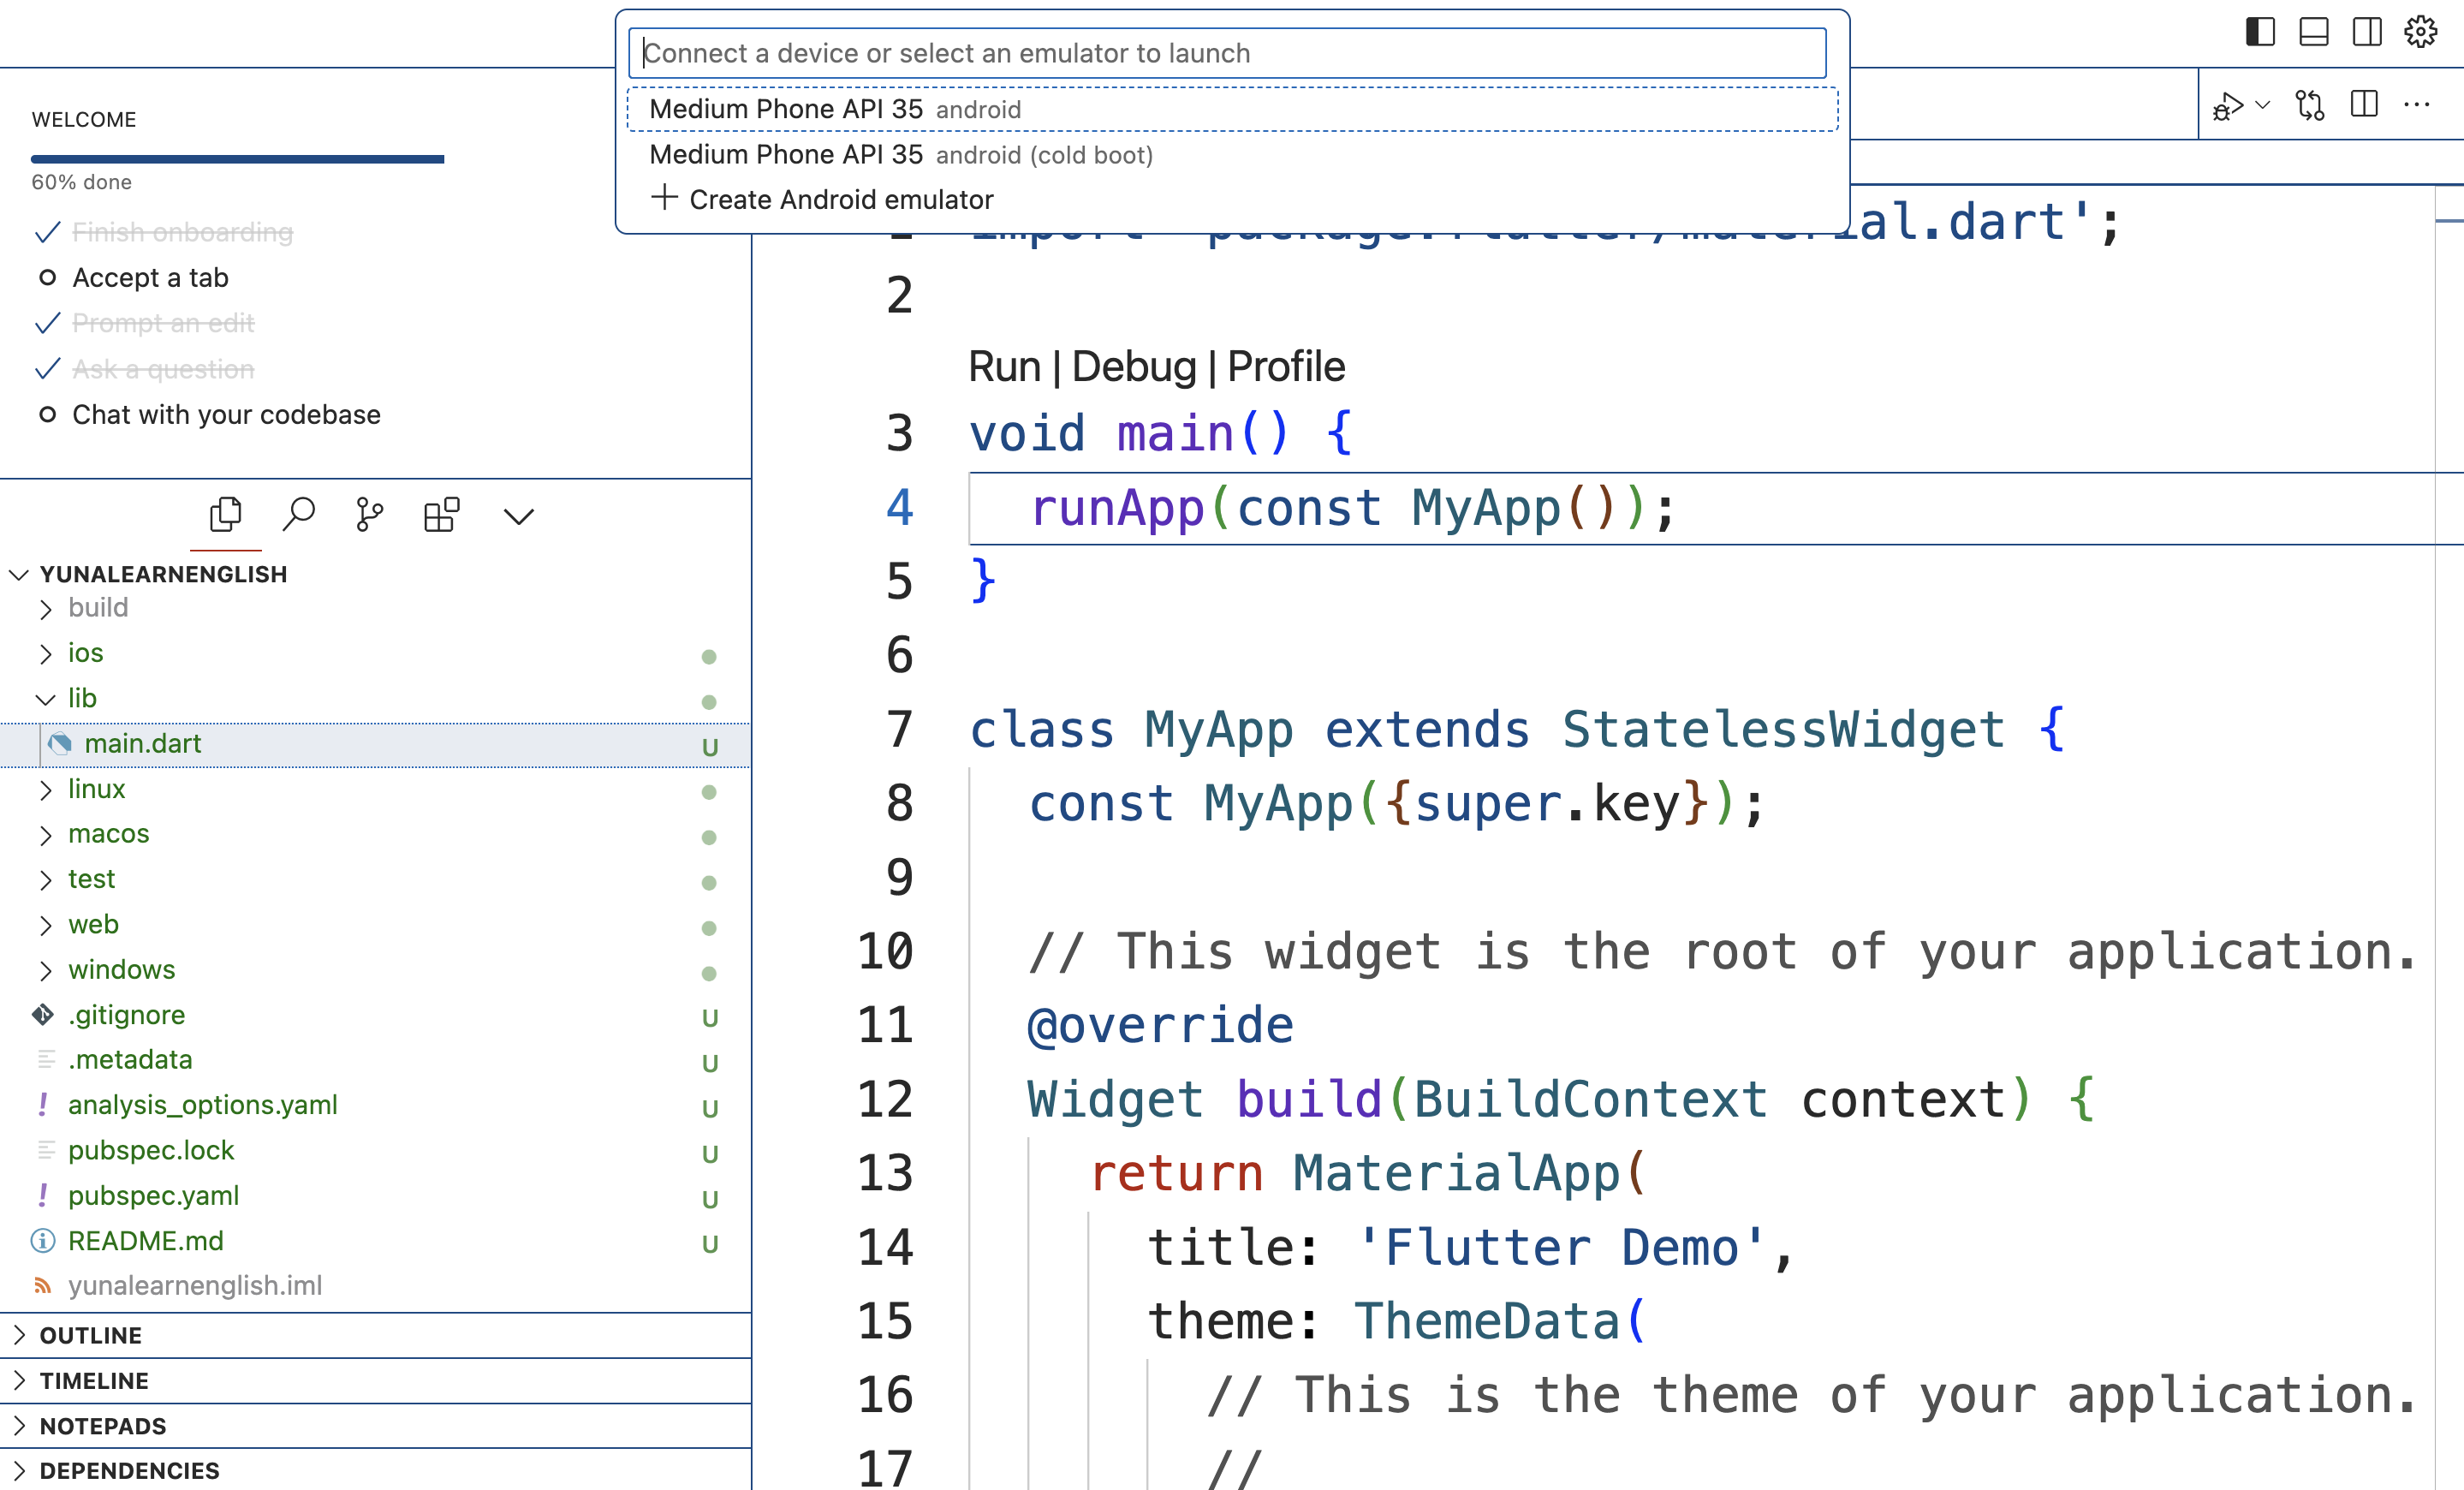 Connect a device or select an emulator to launch
Medium Phone API 35 android
Medium Phone API 35 android (cold boot)
Create Android emulator
WELCOME
60% done
Finish onboarding
Accept a tab
Prompt an edit
Ask a question
Chat with your codebase
YUNALEARNENGLISH
build
ios
lib
main.dart U
linux
macos
test
web
windows
.gitignore U
.metadata U
! analysis_options.yaml U
pubspec.lock U
! pubspec.yaml U
README.md U
yunalearnenglish.iml
OUTLINE
TIMELINE
NOTEPADS
DEPENDENCIES
1 import 'package:flutter/material.dart';
2
Run | Debug | Profile
3 void main() {
4 runApp(const MyApp());
5 }
6
7 class MyApp extends StatelessWidget {
8 const MyApp({super.key});
9
10 // This widget is the root of your application.
11 @override
12 Widget build(BuildContext context) {
13 return MaterialApp(
14 title: 'Flutter Demo',
15 theme: ThemeData(
16 // This is the theme of your application.
17 //